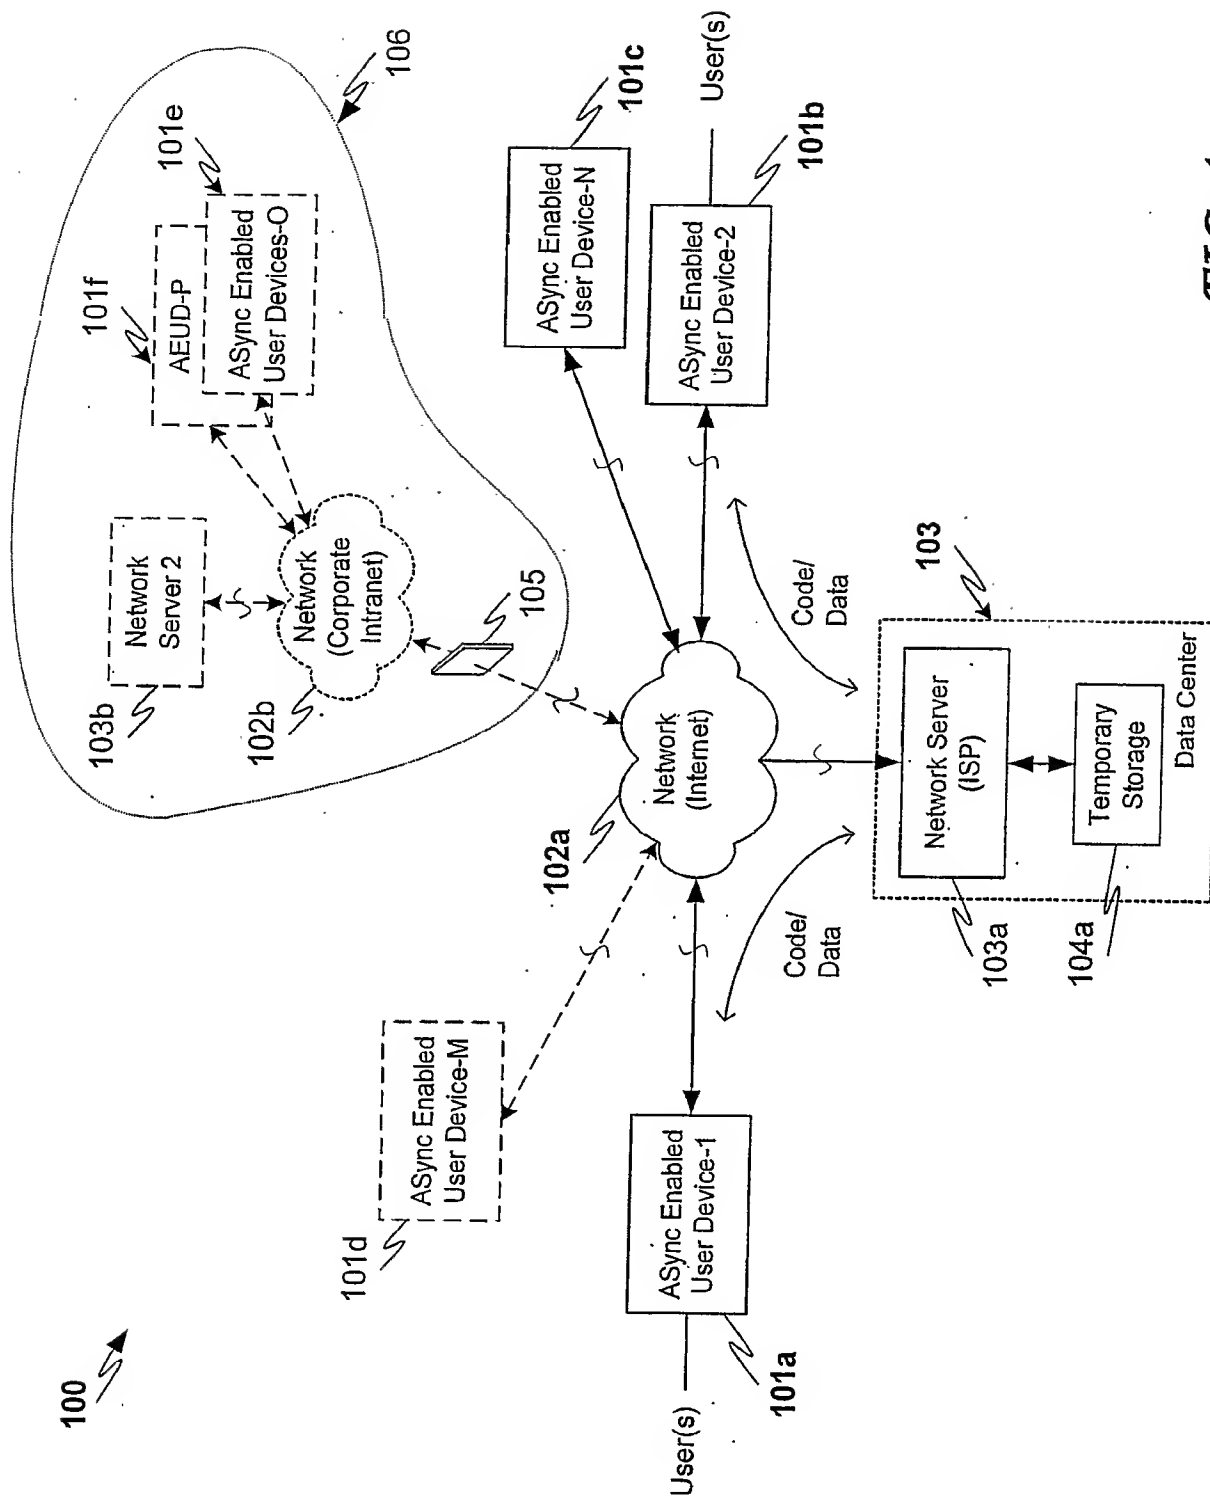 100
106
101f
101e
AEUD-P
ASync Enabled
User Devices-O
103b
Network
Server 2
102b
Network
(Corporate
Intranet)
105
101d
ASync Enabled
User Device-M
101c
ASync Enabled
User Device-N
102a
Network
(Internet)
User(s)
101a
ASync Enabled
User Device-1
ASync Enabled
User Device-2
User(s)
101b
Code/
Data
Code/
Data
103
103a
Network Server
(ISP)
104a
Temporary
Storage
Data Center